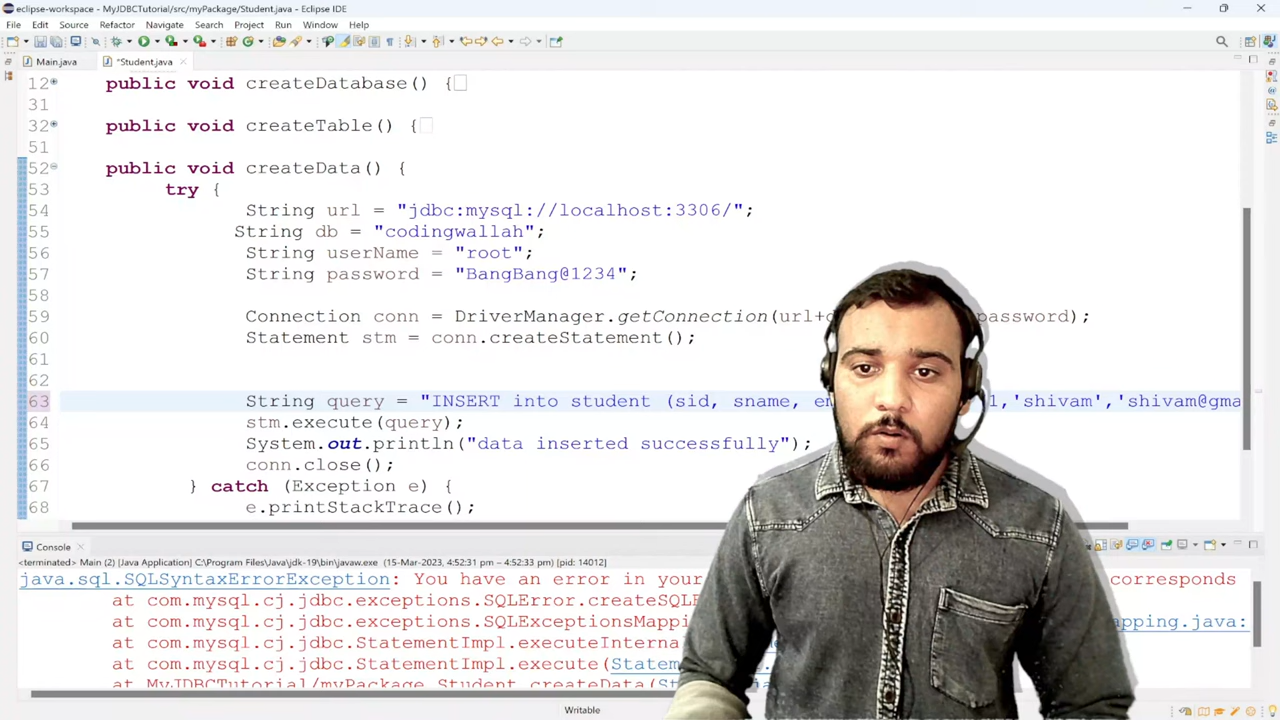 eclipse-workspace - MyJDBCTutorial/src/myPackage/Student.java - Eclipse IDE
File Edit Source Refactor Navigate Search Project Run Window Help
Main.java *Student.java
12 public void createDatabase() {
31
32 public void createTable() {
51
52 public void createData() {
53 try {
54 String url = "jdbc:mysql://localhost:3306/";
55 String db = "codingwallah";
56 String userName = "root";
57 String password = "BangBang@1234";
58
59 Connection conn = DriverManager.getConnection(url+ password);
60 Statement stm = conn.createStatement();
61
62
63 String query = "INSERT into student (sid, sname, 1,'shivam','shivam@gma
64 stm.execute(query);
65 System.out.println("data inserted successfully");
66 conn.close();
67 } catch (Exception e) {
68 e.printStackTrace();
Console
<terminated> Main (2) [Java Application] C:\Program Files\Java\jdk-19\bin\javaw.exe (15-Mar-2023, 4:52:31 pm – 4:52:33 pm) [pid: 14012]
java.sql.SQLSyntaxErrorException: You have an error in your corresponds
at com.mysql.cj.jdbc.exceptions.SQLError.createSQLE
at com.mysql.cj.jdbc.exceptions.SQLExceptionsMappi apping.java:
at com.mysql.cj.jdbc.StatementImpl.executeInterna
at com.mysql.cj.jdbc.StatementImpl.execute(Statem
at MyJDBCTutorial/myPackage.Student.createData(S
Writable